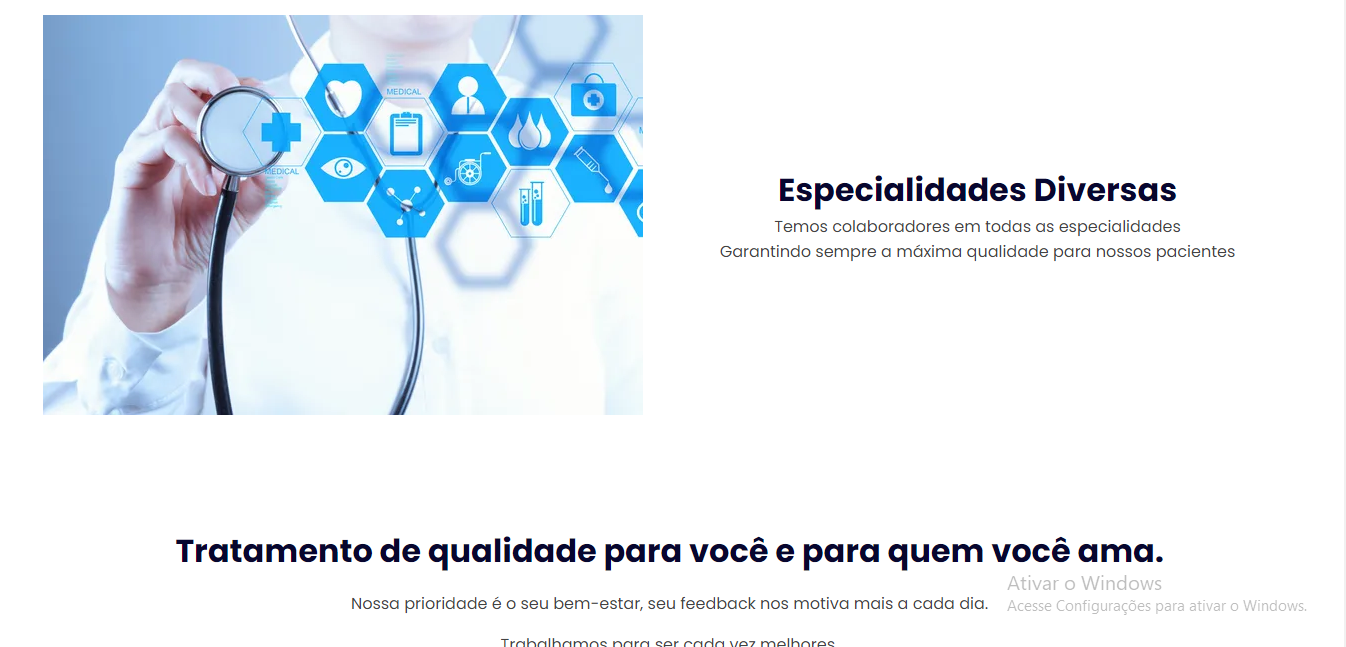 MEDICAL
MEDICAL
Especialidades Diversas
Temos colaboradores em todas as especialidades
Garantindo sempre a máxima qualidade para nossos pacientes
Tratamento de qualidade para você e para quem você ama.
Ativar o Windows
Nossa prioridade é o seu bem-estar, seu feedback nos motiva mais a cada dia.
Acesse Configurações para ativar o Windows.
Trabalhamos para ser cada vez melhores